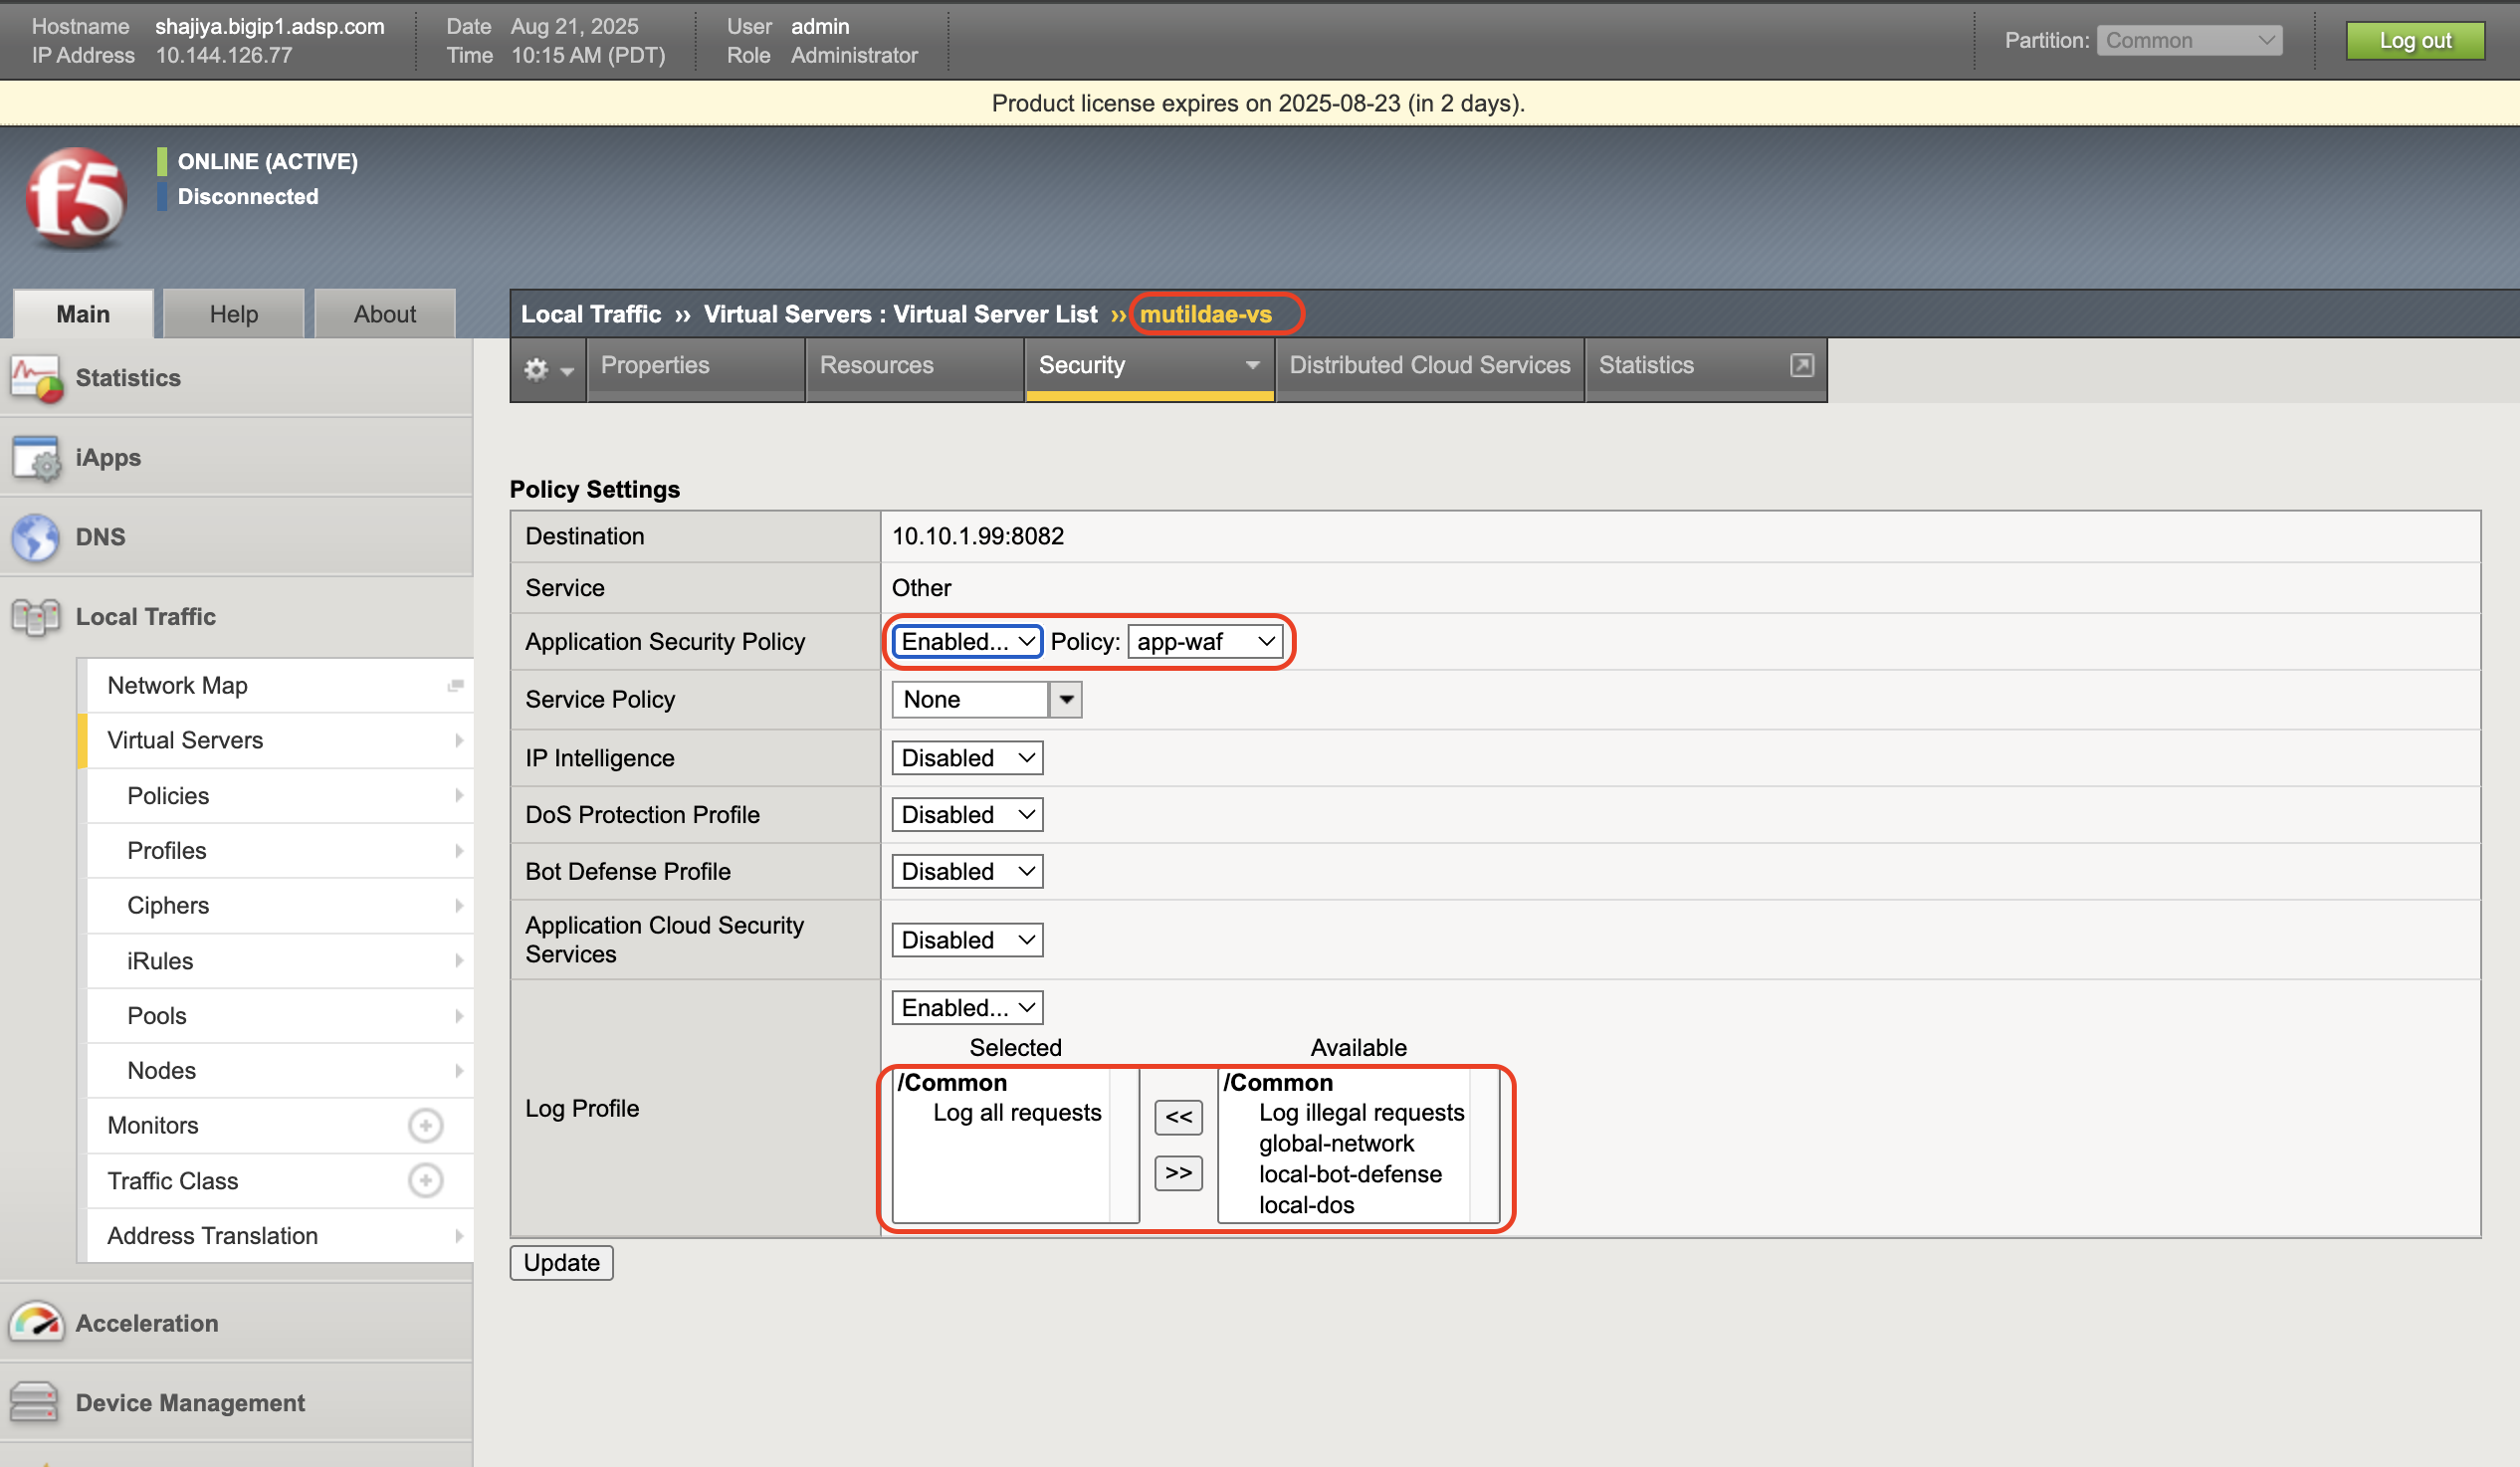 Hostname shajiya.bigip1.adsp.com Date Aug 21, 2025 User admin
IP Address 10.144.126.77 Time 10:15 AM (PDT) Role Administrator
Partition: Common Log out
Product license expires on 2025-08-23 (in 2 days).
f5
ONLINE (ACTIVE)
Disconnected
Main Help About
Local Traffic ›› Virtual Servers : Virtual Server List ›› mutildae-vs
Properties Resources Security Distributed Cloud Services Statistics
Statistics
iApps
DNS
Local Traffic
Network Map
Virtual Servers
Policies
Profiles
Ciphers
iRules
Pools
Nodes
Monitors
Traffic Class
Address Translation
Acceleration
Device Management
Policy Settings
Destination 10.10.1.99:8082
Service Other
Application Security Policy Enabled... Policy: app-waf
Service Policy None
IP Intelligence Disabled
DoS Protection Profile Disabled
Bot Defense Profile Disabled
Application Cloud Security
Services Disabled
Log Profile Enabled...
Selected Available
/Common /Common
Log all requests << Log illegal requests
global-network
>> local-bot-defense
local-dos
Update